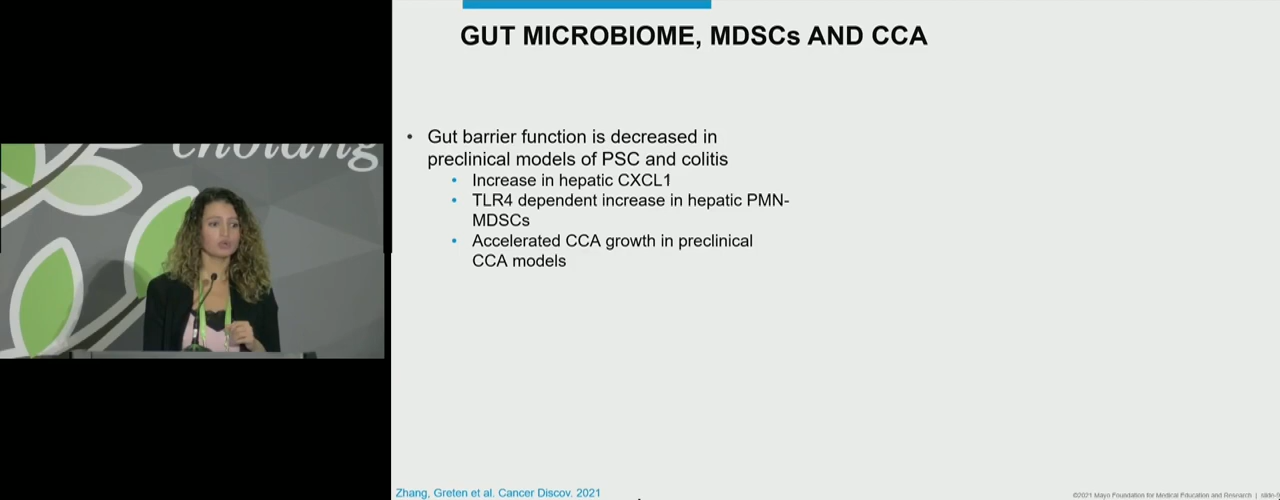 GUT MICROBIOME, MDSCs AND CCA
cholang
• Gut barrier function is decreased in
preclinical models of PSC and colitis
• Increase in hepatic CXCL1
• TLR4 dependent increase in hepatic PMN-
MDSCs
• Accelerated CCA growth in preclinical
CCA models
Zhang, Greten et al. Cancer Discov. 2021
©2021 Mayo Foundation for Medical Education and Research |